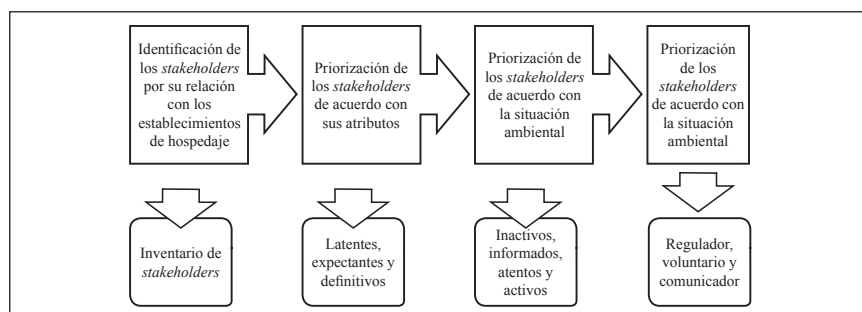 Identificación de
los stakeholders
por su relación
con los
establecimientos
de hospedaje
Priorización de
los stakeholders
de acuerdo con
sus atributos
Priorización de
los stakeholders
de acuerdo con
la situación
ambiental
Priorización
de los
stakeholders
de acuerdo con
la situación
ambiental
Inventario de
stakeholders
Latentes,
expectantes y
definitivos
Inactivos,
informados,
atentos y
activos
Regulador,
voluntario y
comunicador